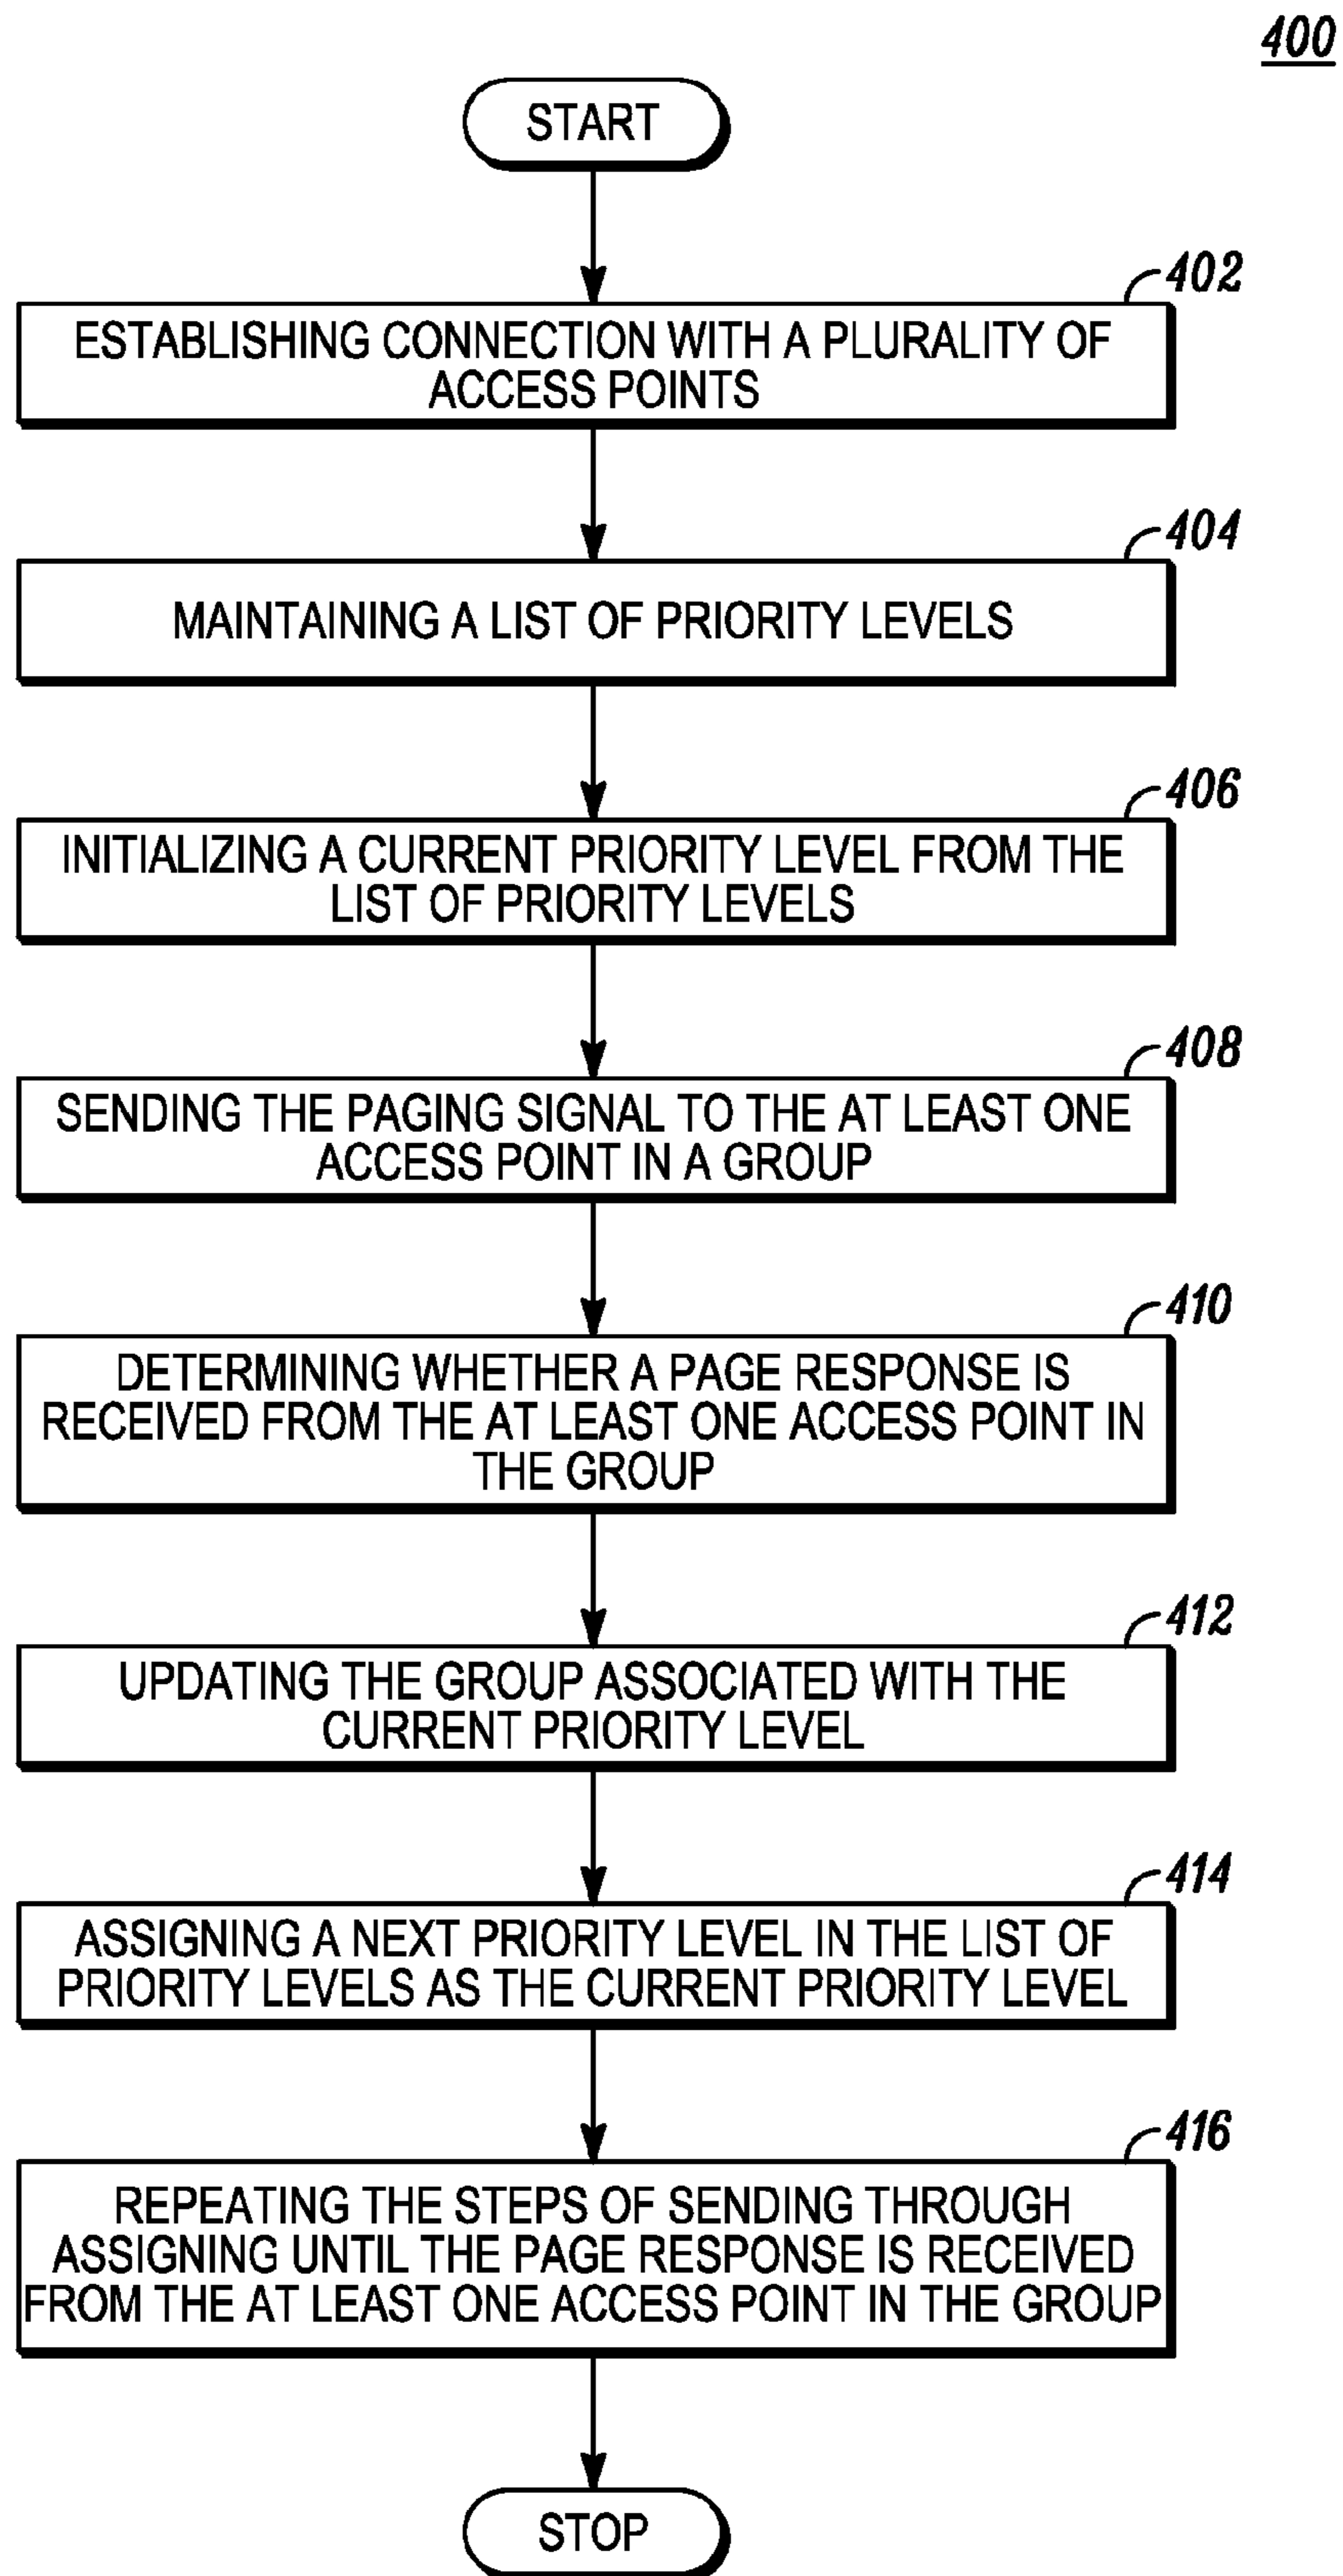 400
START
402
ESTABLISHING CONNECTION WITH A PLURALITY OF
ACCESS POINTS
404
MAINTAINING A LIST OF PRIORITY LEVELS
406
INITIALIZING A CURRENT PRIORITY LEVEL FROM THE
LIST OF PRIORITY LEVELS
408
SENDING THE PAGING SIGNAL TO THE AT LEAST ONE
ACCESS POINT IN A GROUP
410
DETERMINING WHETHER A PAGE RESPONSE IS
RECEIVED FROM THE AT LEAST ONE ACCESS POINT IN
THE GROUP
412
UPDATING THE GROUP ASSOCIATED WITH THE
CURRENT PRIORITY LEVEL
414
ASSIGNING A NEXT PRIORITY LEVEL IN THE LIST OF
PRIORITY LEVELS AS THE CURRENT PRIORITY LEVEL
416
REPEATING THE STEPS OF SENDING THROUGH
ASSIGNING UNTIL THE PAGE RESPONSE IS RECEIVED
FROM THE AT LEAST ONE ACCESS POINT IN THE GROUP
STOP